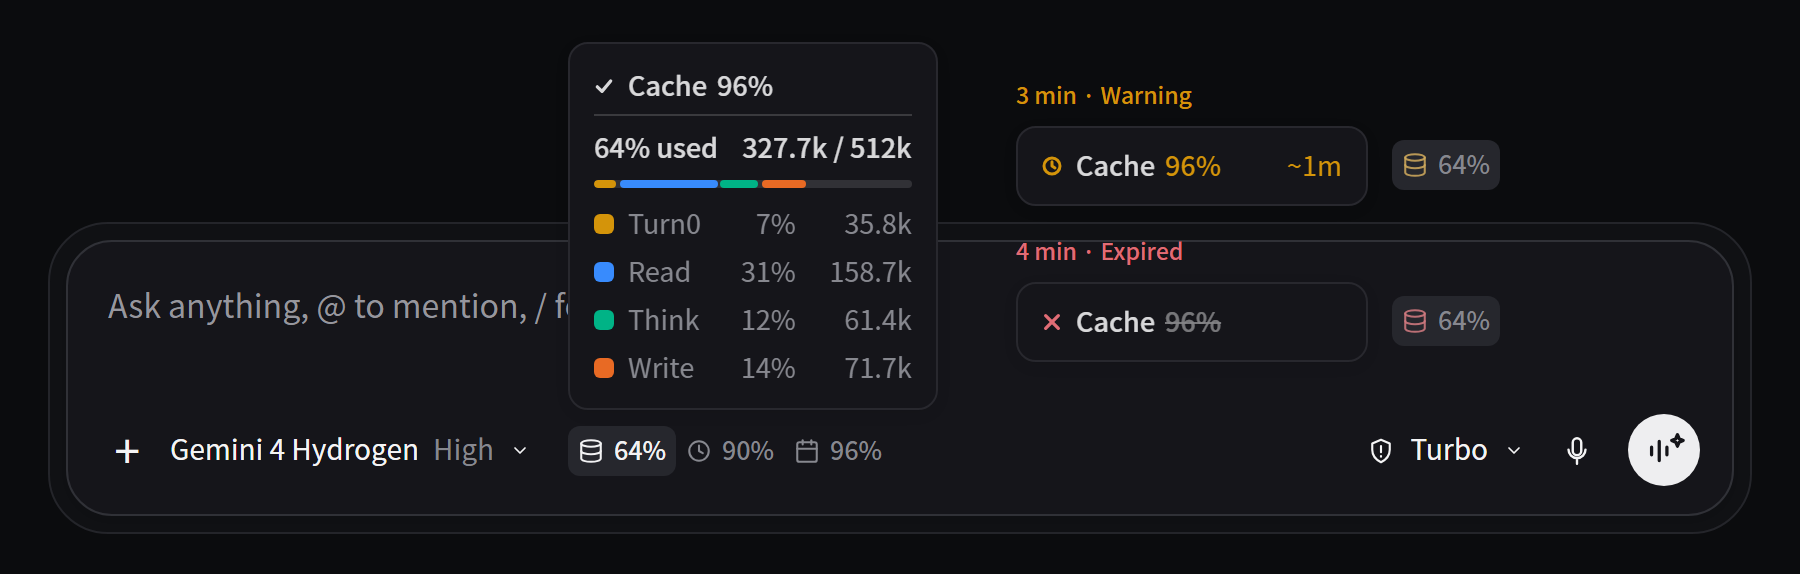 Cache 96%
64% used 327.7k / 512k
Turn0 7% 35.8k
Read 31% 158.7k
Think 12% 61.4k
Write 14% 71.7k
3 min · Warning
Cache 96% ~1m
64%
4 min · Expired
Cache 96%
64%
Ask anything, @ to mention, / f
Gemini 4 Hydrogen High
64% 90% 96%
Turbo